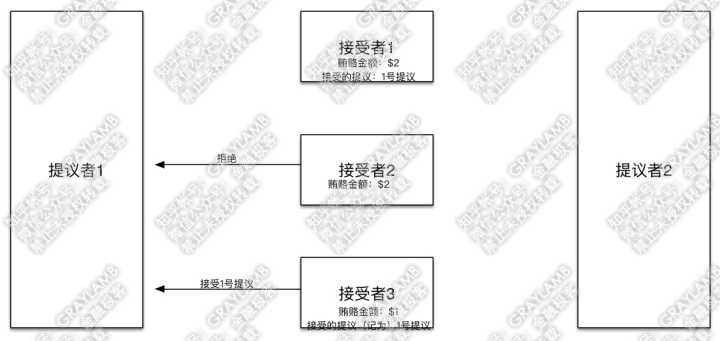 接受者1
贿赂金额：$2
接受的提议：1号提议
提议者1
拒绝
接受者2
贿赂金额：$2
提议者2
接受1号提议
接受者3
贿赂金额：$1
接受的提议（记为）1号提议
GRAYLAMB